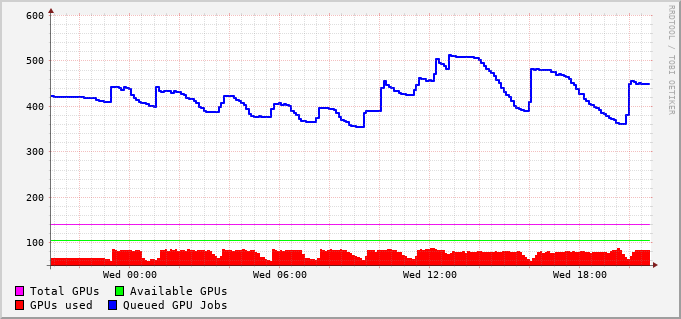 600
500
400
300
200
100
Wed 00:00 Wed 06:00 Wed 12:00 Wed 18:00
Total GPUs Available GPUs
GPUs used Queued GPU Jobs
RRDTOOL / TOBI OETIKER